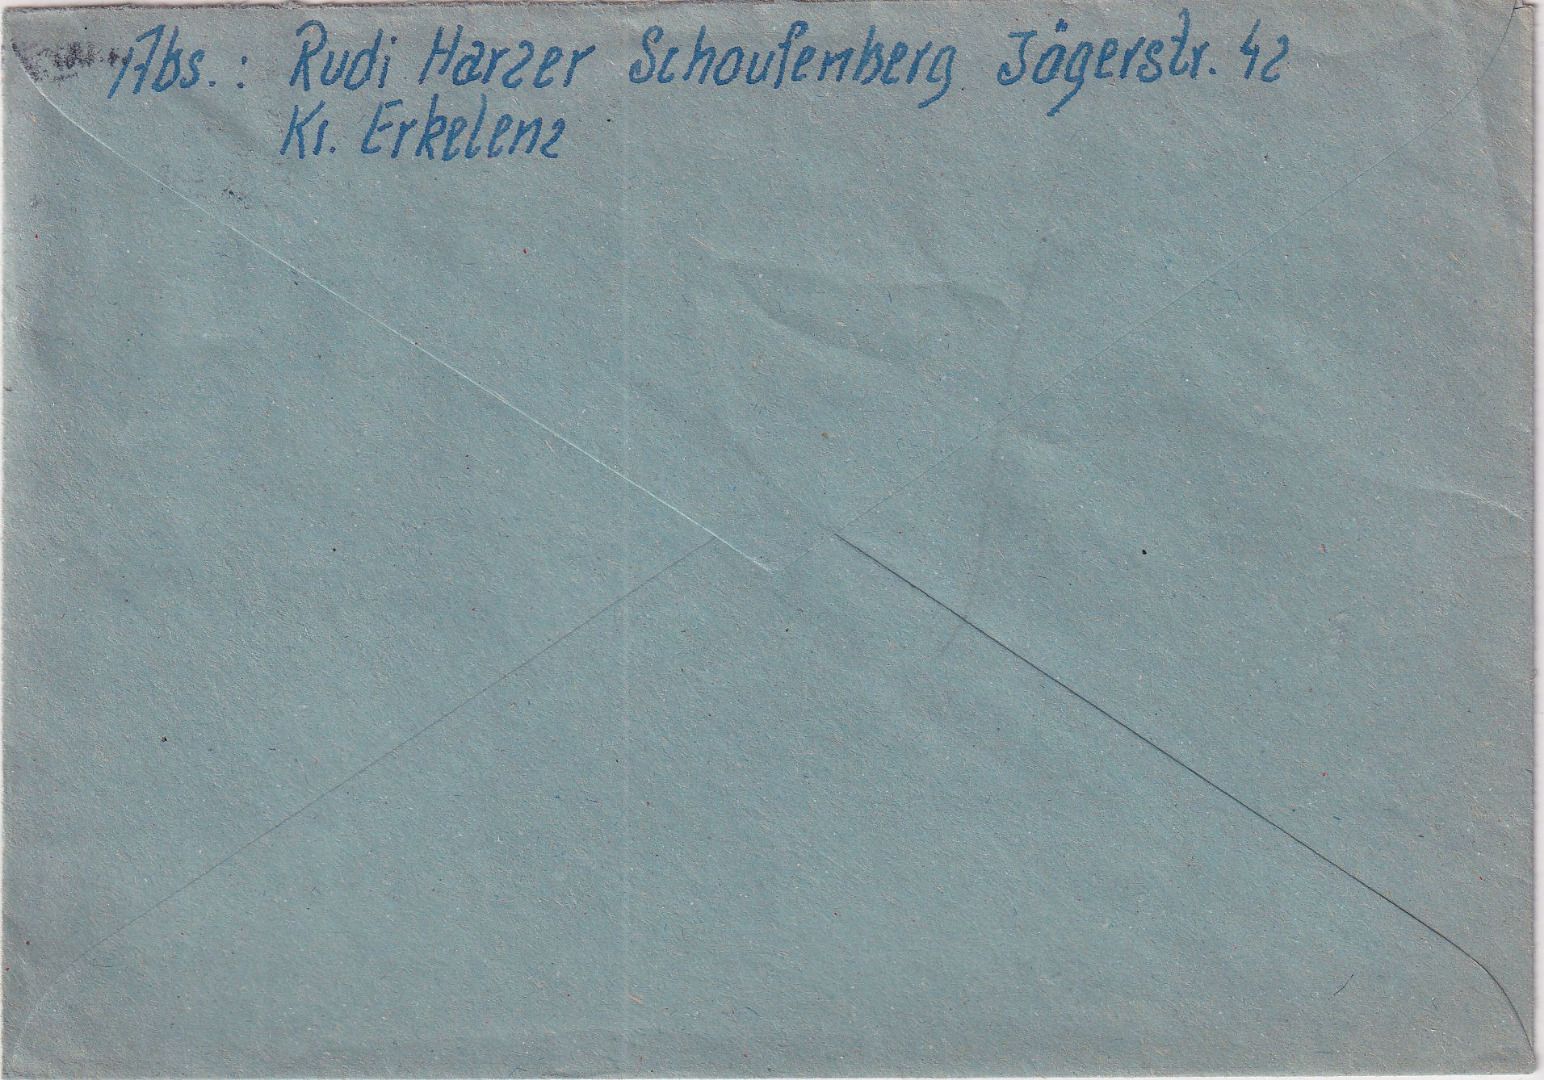 Abs.: Rudi Harzer Schaufenberg Jägerstr. 42
Kr. Erkelenz